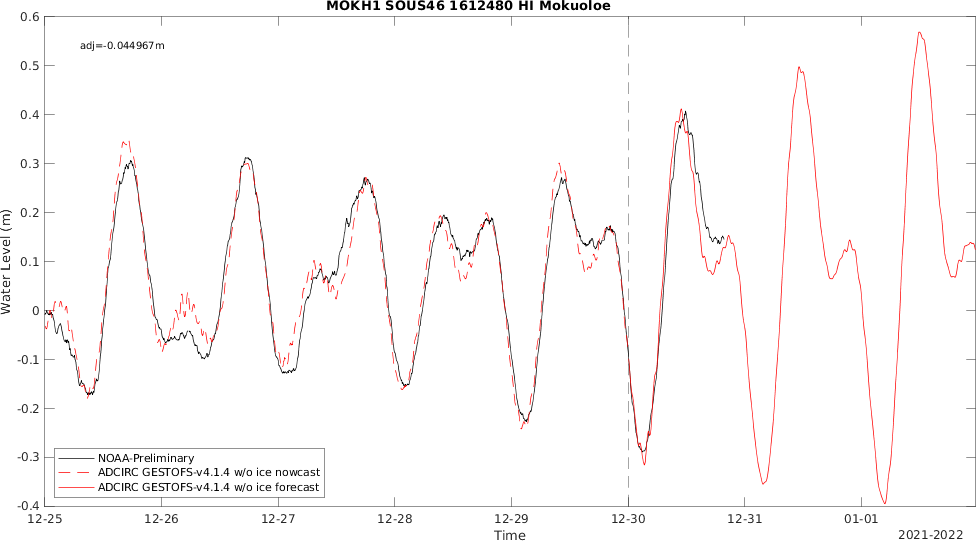 MOKH1 SOUS46 1612480 HI Mokuoloe
adj=-0.044967m
0.6
0.5
0.4
0.3
0.2
0.1
0
-0.1
-0.2
-0.3
-0.4
Water Level (m)
NOAA-Preliminary
ADCIRC GESTOFS-v4.1.4 w/o ice nowcast
ADCIRC GESTOFS-v4.1.4 w/o ice forecast
12-25 12-26 12-27 12-28 12-29 12-30 12-31 01-01
Time
2021-2022